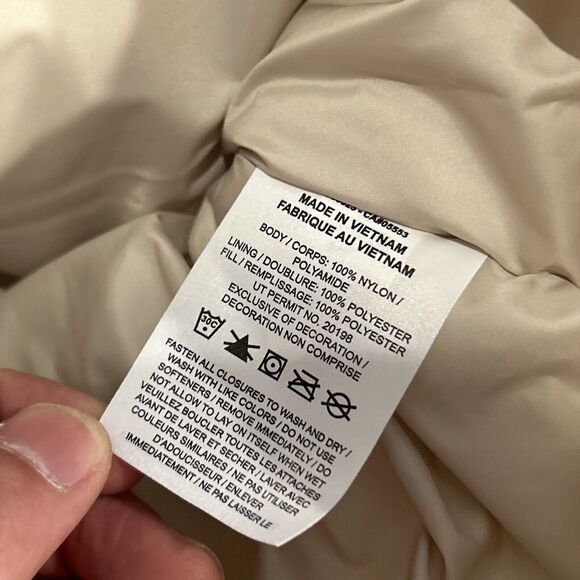 CA#05553
MADE IN VIETNAM
FABRIQUE AU VIETNAM
BODY / CORPS: 100% NYLON /
POLYAMIDE
LINING / DOUBLURE: 100% POLYESTER
FILL / REMPLISSAGE: 100% POLYESTER
UT PERMIT NO. 20198
EXCLUSIVE OF DECORATION /
DECORATION NON COMPRISE
30C
FASTEN ALL CLOSURES TO WASH AND DRY /
WASH WITH LIKE COLORS / DO NOT USE
SOFTENERS / REMOVE IMMEDIATELY / DO
NOT ALLOW TO LAY ON ITSELF WHEN WET
VEUILLEZ BOUCLER TOUTES LES ATTACHES
AVANT DE LAVER ET SECHER / LAVER AVEC
COULEURS SIMILAIRES / NE PAS UTILISER
D'ADOUCISSEUR / ENLEVER
IMMEDIATEMENT / NE PAS LAISSER LE